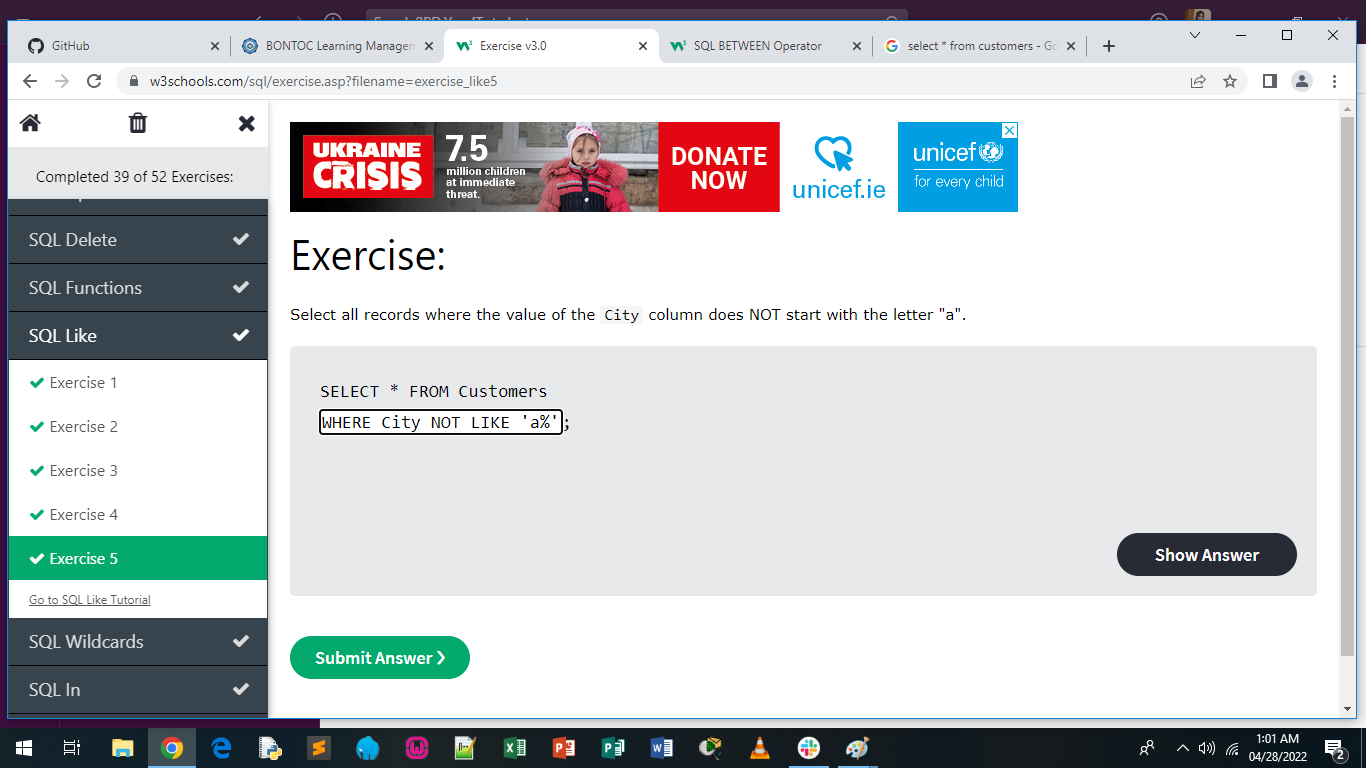 GitHub
BONTOC Learning Managem
Exercise v3.0
SQL BETWEEN Operator
select * from customers - Go
w3schools.com/sql/exercise.asp?filename=exercise_like5
Completed 39 of 52 Exercises:
SQL Delete
SQL Functions
SQL Like
Exercise 1
Exercise 2
Exercise 3
Exercise 4
Exercise 5
Go to SQL Like Tutorial
SQL Wildcards
SQL In
UKRAINE
CRISIS
7.5
million children
at immediate
threat.
DONATE
NOW
unicef.ie
unicef
for every child
Exercise:
Select all records where the value of the City column does NOT start with the letter "a".
SELECT * FROM Customers
WHERE City NOT LIKE 'a%';
Show Answer
Submit Answer ❯
1:01 AM
04/28/2022
2